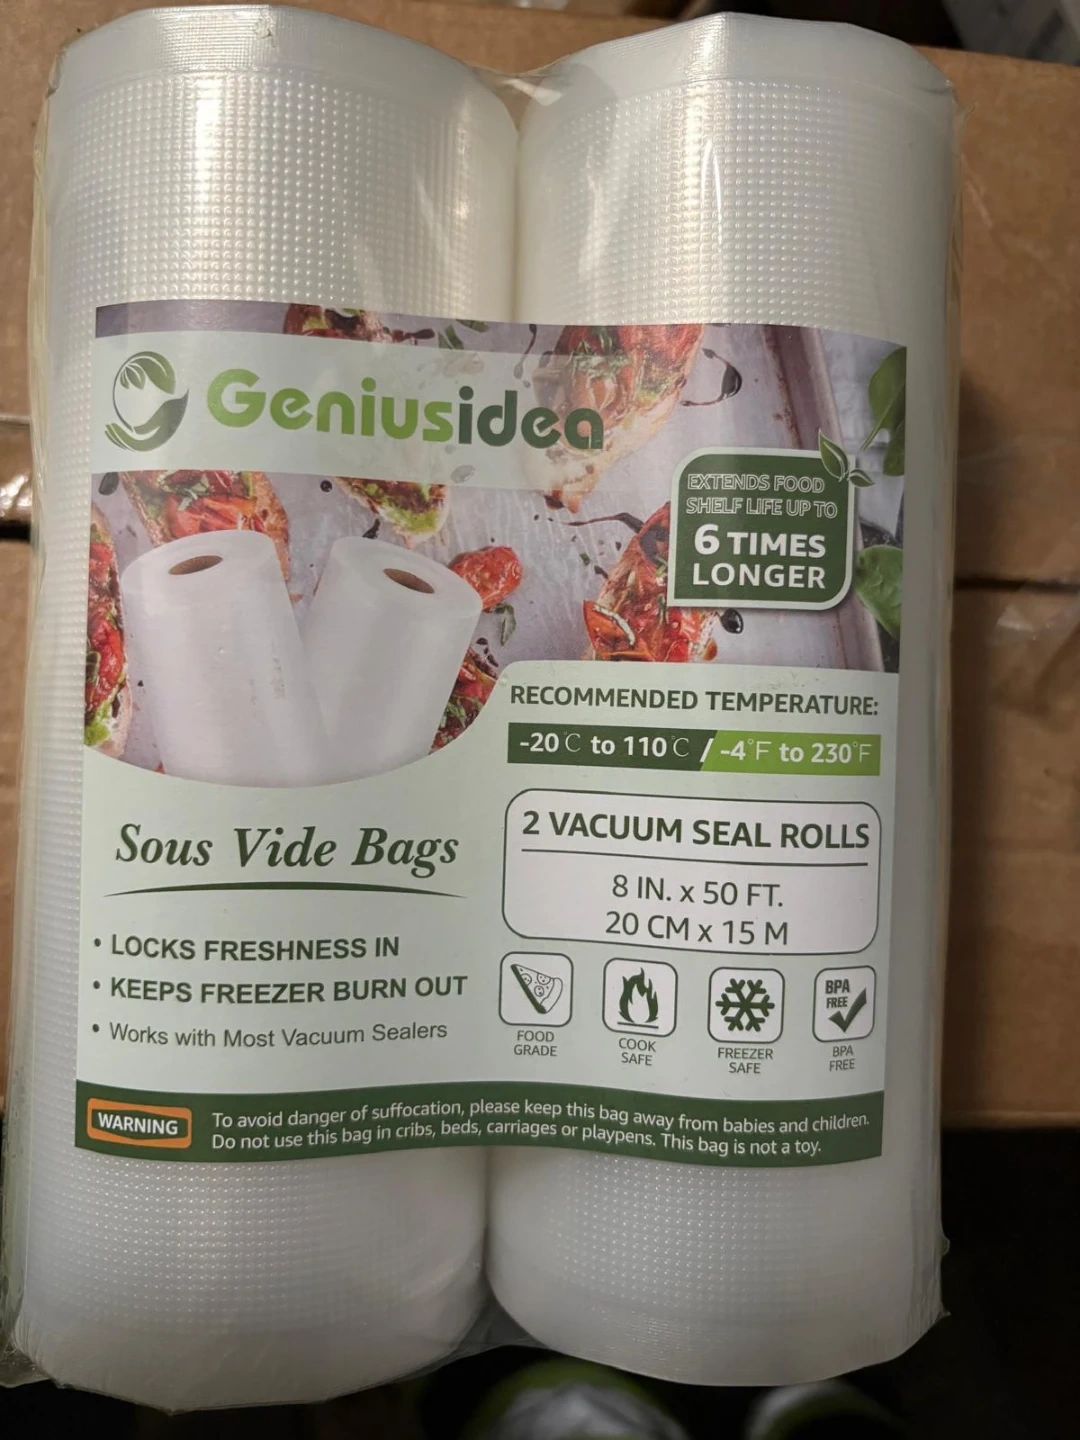 Geniusidea
EXTENDS FOOD
SHELF LIFE UP TO
6 TIMES
LONGER
RECOMMENDED TEMPERATURE:
-20°C to 110°C / -4°F to 230°F
2 VACUUM SEAL ROLLS
8 IN. x 50 FT.
20 CM x 15 M
Sous Vide Bags
• LOCKS FRESHNESS IN
• KEEPS FREEZER BURN OUT
• Works with Most Vacuum Sealers
FOOD
GRADE
COOK
SAFE
FREEZER
SAFE
BPA
FREE
BPA
FREE
WARNING
To avoid danger of suffocation, please keep this bag away from babies and children.
Do not use this bag in cribs, beds, carriages or playpens. This bag is not a toy.